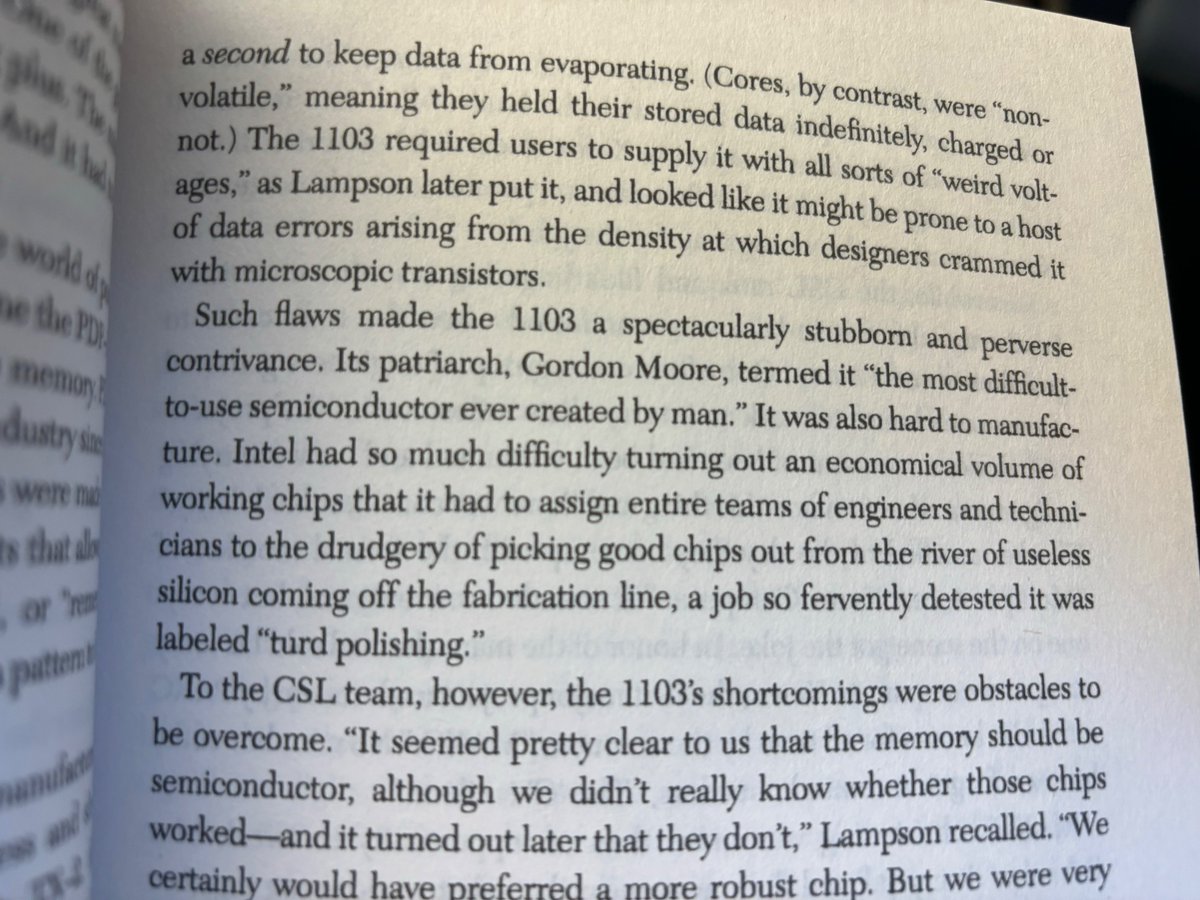 a second to keep data from evaporating. (Cores, by contrast, were “non-
volatile,” meaning they held their stored data indefinitely, charged or
not.) The 1103 required users to supply it with all sorts of “weird volt-
ages,” as Lampson later put it, and looked like it might be prone to a host
of data errors arising from the density at which designers crammed it
with microscopic transistors.
Such flaws made the 1103 a spectacularly stubborn and perverse
contrivance. Its patriarch, Gordon Moore, termed it “the most difficult-
to-use semiconductor ever created by man.” It was also hard to manufac-
ture. Intel had so much difficulty turning out an economical volume of
working chips that it had to assign entire teams of engineers and techni-
cians to the drudgery of picking good chips out from the river of useless
silicon coming off the fabrication line, a job so fervently detested it was
labeled “turd polishing.”
To the CSL team, however, the 1103’s shortcomings were obstacles to
be overcome. “It seemed pretty clear to us that the memory should be
semiconductor, although we didn’t really know whether those chips
worked—and it turned out later that they don’t,” Lampson recalled. “We
certainly would have preferred a more robust chip. But we were very